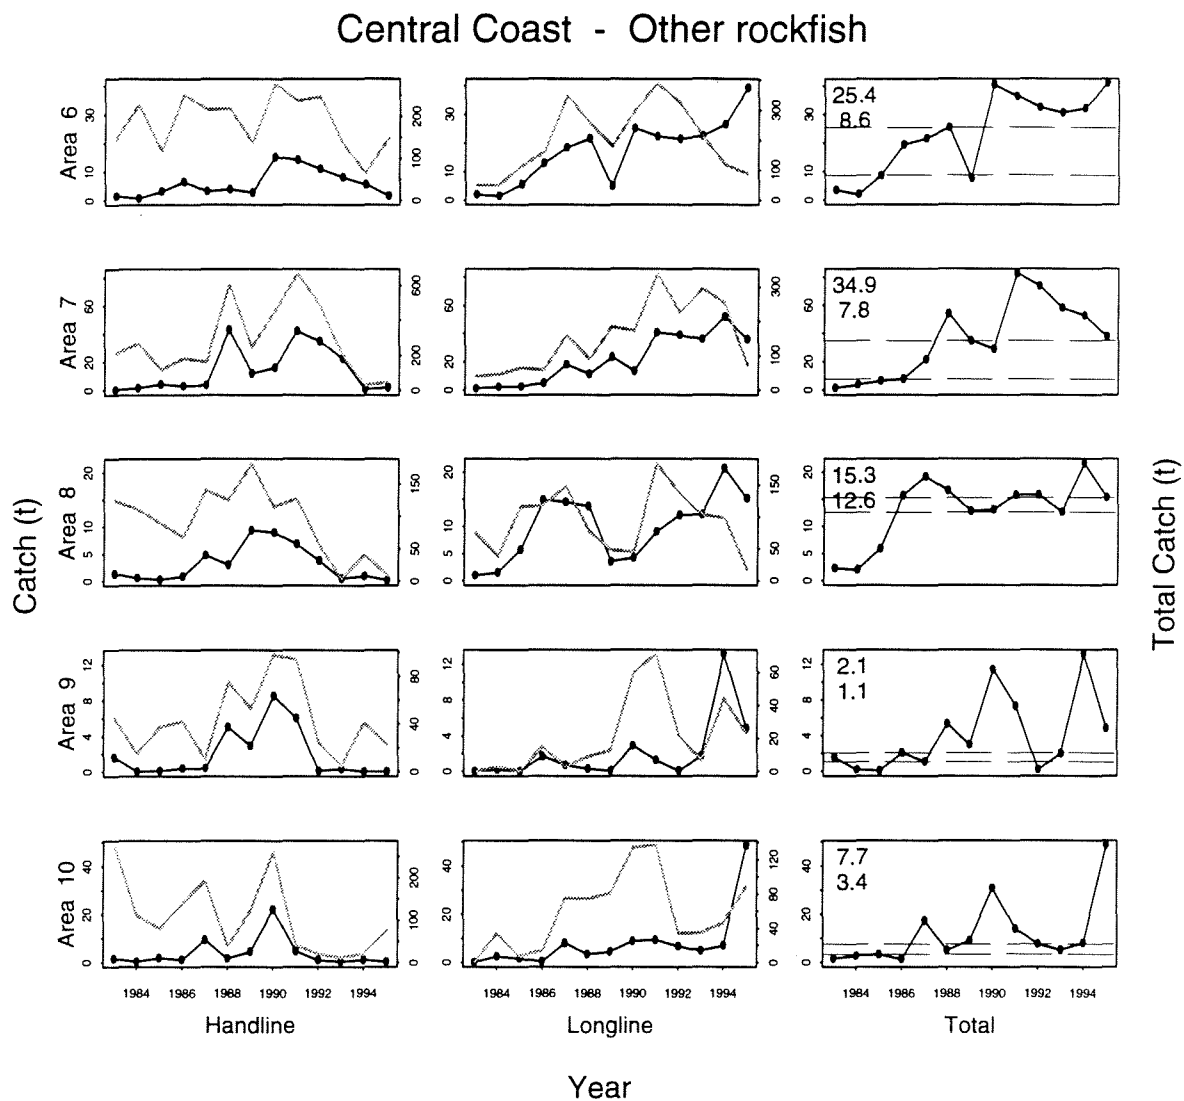 Central Coast - Other rockfish
Catch (t)
Total Catch (t)
Area 6
0 10 30
0 100 200
0 10 30
0 100 300
0 10 30
25.4
8.6
Area 7
0 20 60
0 200 600
0 20 60
0 100 300
0 20 60
34.9
7.8
Area 8
0 5 10 20
0 50 150
0 5 10 20
0 50 150
0 5 10 20
15.3
12.6
Area 9
0 4 8 12
0 40 80
0 4 8 12
0 20 40 60
0 4 8 12
2.1
1.1
Area 10
0 20 40
0 100 200
0 20 40
0 40 80 120
0 20 40
7.7
3.4
1984 1986 1988 1990 1992 1994
1984 1986 1988 1990 1992 1994
1984 1986 1988 1990 1992 1994
Handline
Longline
Total
Year